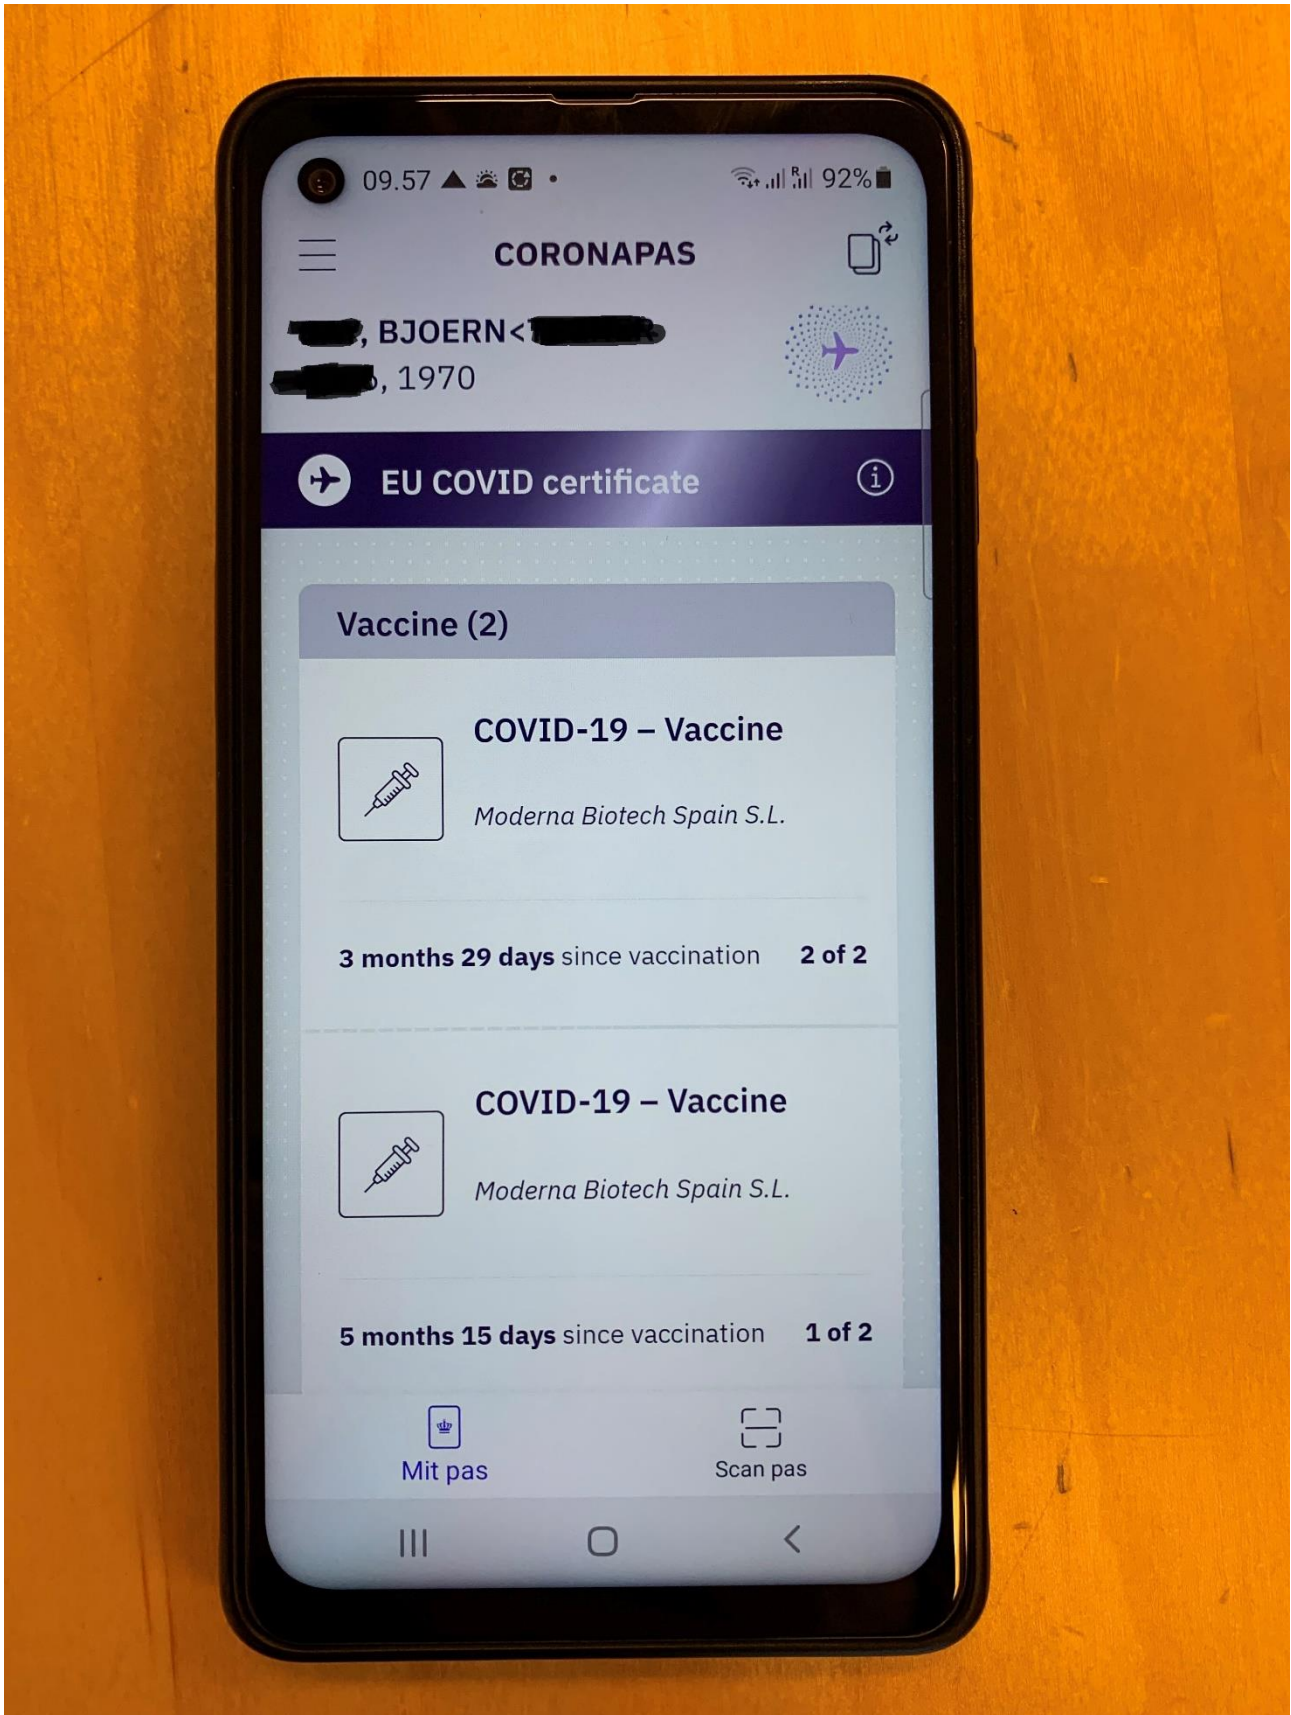 09.57 92%
CORONAPAS
, BJOERN<
, 1970
EU COVID certificate
Vaccine (2)
COVID-19 – Vaccine
Moderna Biotech Spain S.L.
3 months 29 days since vaccination 2 of 2
COVID-19 – Vaccine
Moderna Biotech Spain S.L.
5 months 15 days since vaccination 1 of 2
Mit pas Scan pas